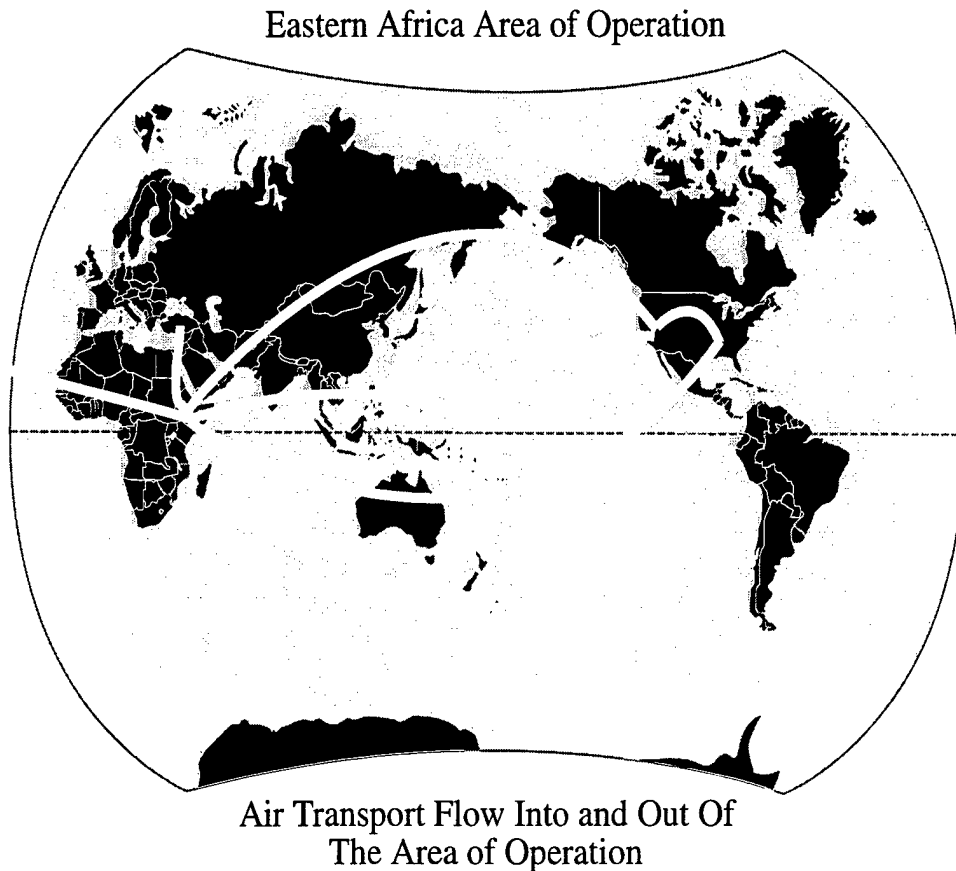 Eastern Africa Area of Operation
Air Transport Flow Into and Out Of
The Area of Operation